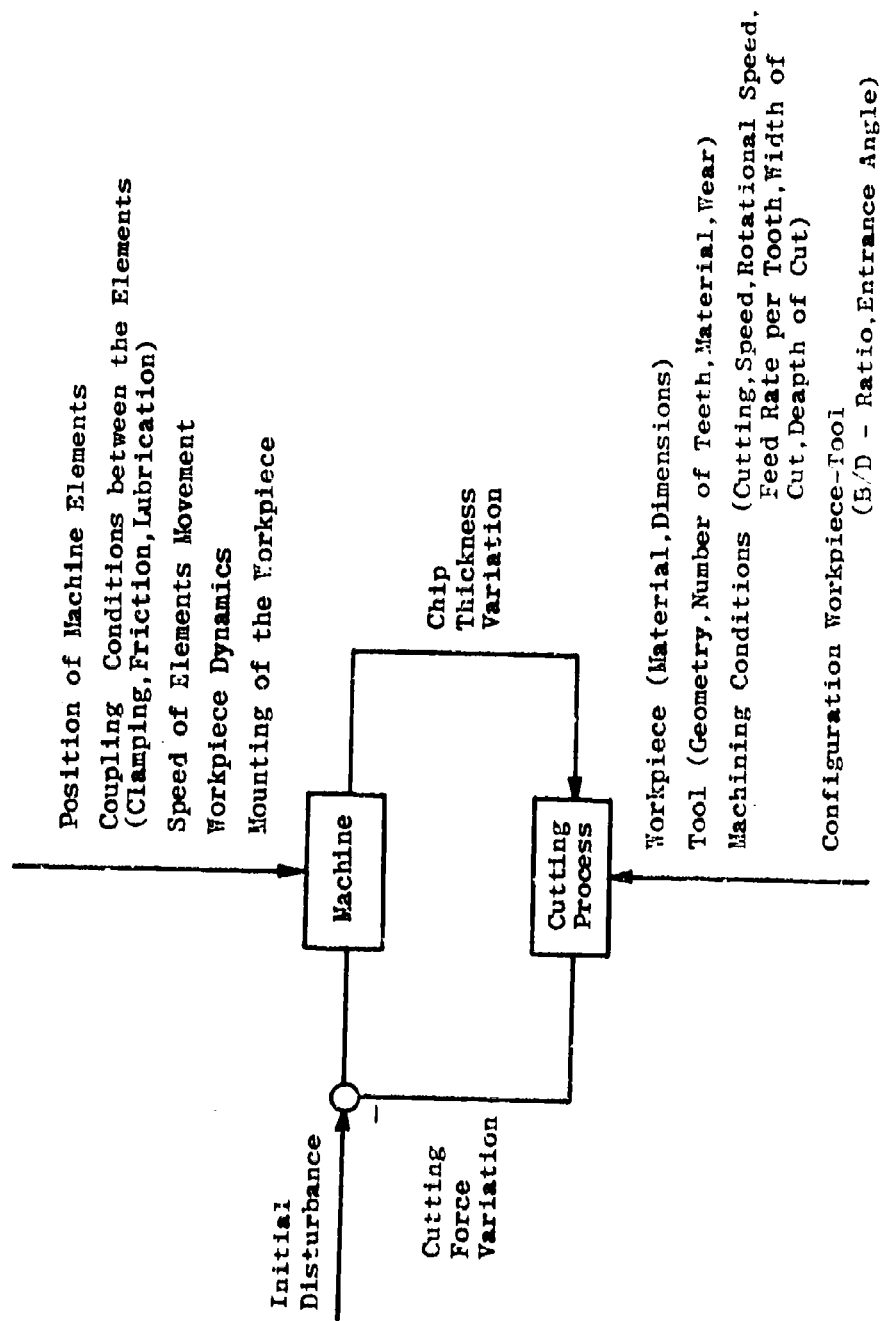 Position of Machine Elements
Coupling Conditions between the Elements
(Clamping,Friction,Lubrication)
Speed of Elements Movement
Workpiece Dynamics
Mounting of the Workpiece
Initial
Disturbance
Machine
Chip
Thickness
Variation
Cutting
Force
Variation
–
Cutting
Process
Workpiece (Material,Dimensions)
Tool (Geometry,Number of Teeth,Material,Wear)
Machining Conditions (Cutting,Speed,Rotational Speed,
Feed Rate per Tooth,Width of
Cut,Deapth of Cut)
Configuration Workpiece-Tool
(B/D - Ratio,Entrance Angle)